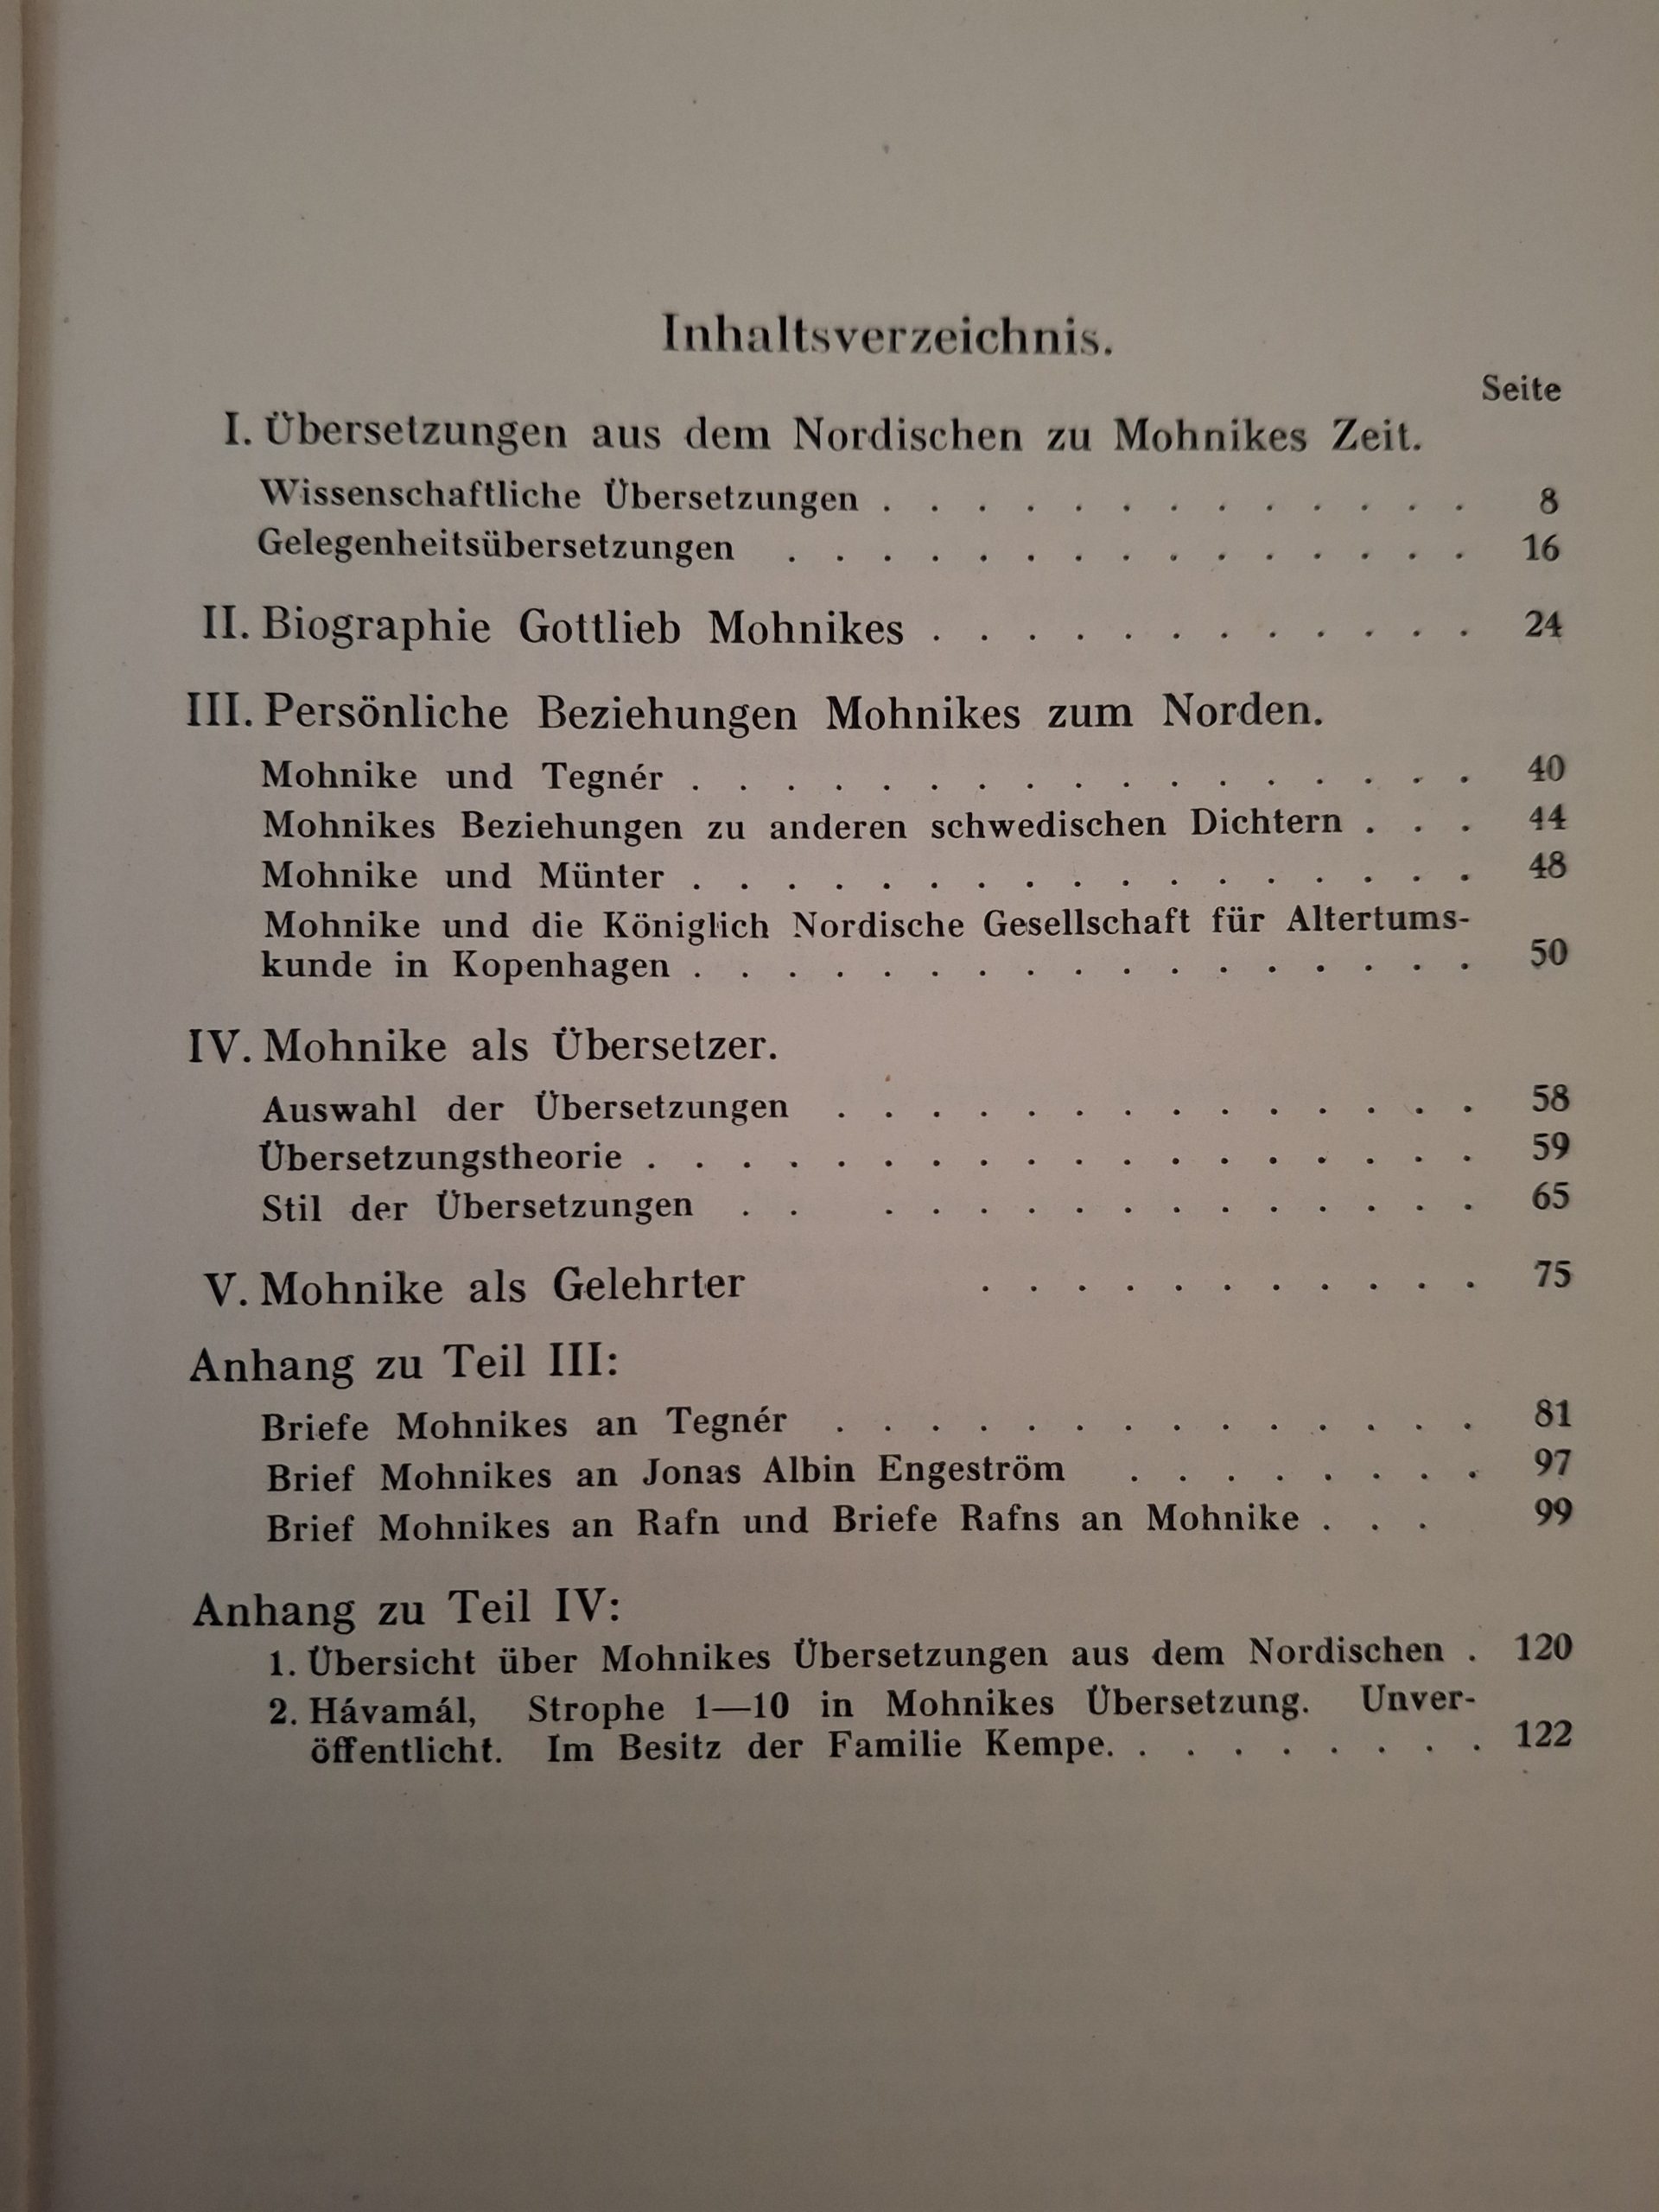 Inhaltsverzeichnis.
Seite
I. Übersetzungen aus dem Nordischen zu Mohnikes Zeit.
Wissenschaftliche Übersetzungen . . . . . . . . . . . . . 8
Gelegenheitsübersetzungen . . . . . . . . . . . . . . . 16
II. Biographie Gottlieb Mohnikes . . . . . . . . . . . . 24
III. Persönliche Beziehungen Mohnikes zum Norden.
Mohnike und Tegnér . . . . . . . . . . . . . . . . . 40
Mohnikes Beziehungen zu anderen schwedischen Dichtern . . . 44
Mohnike und Münter . . . . . . . . . . . . . . . . . 48
Mohnike und die Königlich Nordische Gesellschaft für Altertums-
kunde in Kopenhagen . . . . . . . . . . . . . . . . . 50
IV. Mohnike als Übersetzer.
Auswahl der Übersetzungen . . . . . . . . . . . . . . 58
Übersetzungstheorie . . . . . . . . . . . . . . . . . . 59
Stil der Übersetzungen . . . . . . . . . . . . . . . 65
V. Mohnike als Gelehrter . . . . . . . . . . . 75
Anhang zu Teil III:
Briefe Mohnikes an Tegnér . . . . . . . . . . . . . . 81
Brief Mohnikes an Jonas Albin Engeström . . . . . . . . 97
Brief Mohnikes an Rafn und Briefe Rafns an Mohnike . . . 99
Anhang zu Teil IV:
1. Übersicht über Mohnikes Übersetzungen aus dem Nordischen . 120
2. Hávamál, Strophe 1—10 in Mohnikes Übersetzung. Unver-
öffentlicht. Im Besitz der Familie Kempe. . . . . . . . . 122